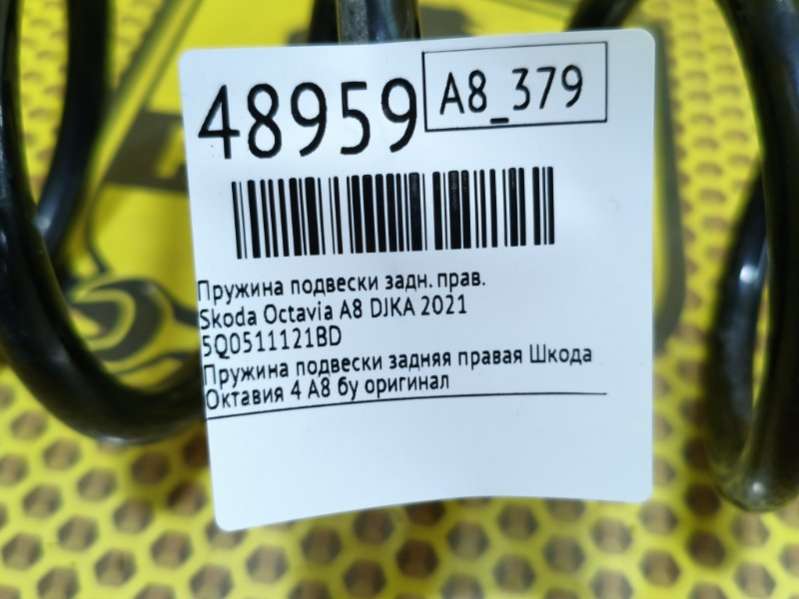 48959
A8_379
Пружина подвески задн. прав.
Skoda Octavia A8 DJKA 2021
5Q0511121BD
Пружина подвески задняя правая Шкода
Октавия 4 А8 бу оригинал